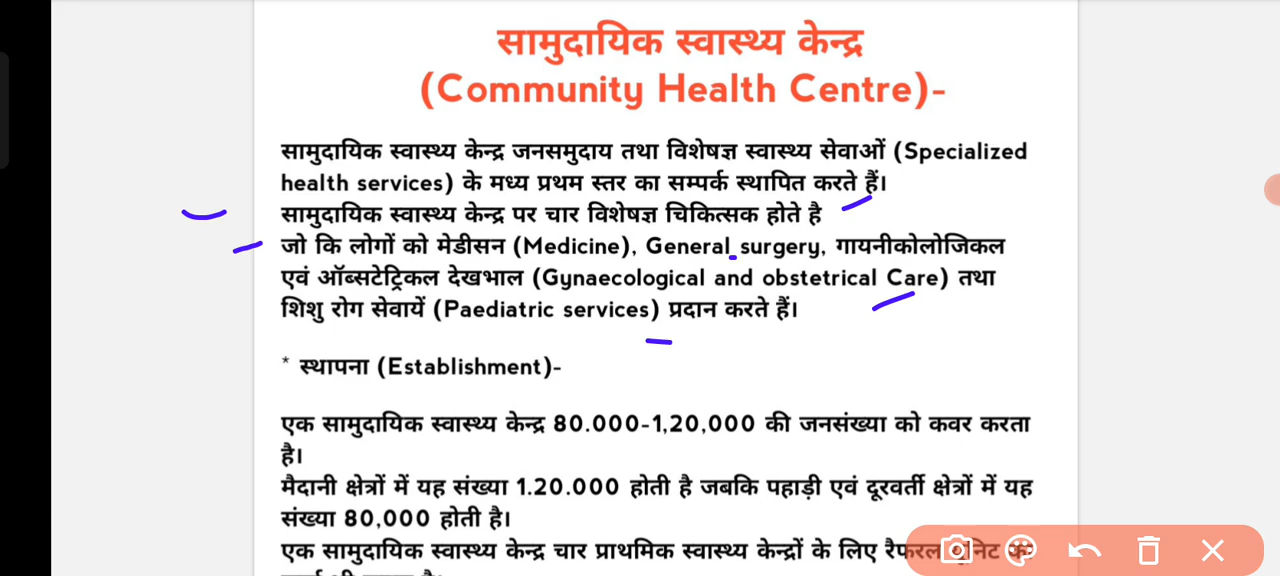 सामुदायिक स्वास्थ्य केन्द्र
(Community Health Centre)-
सामुदायिक स्वास्थ्य केन्द्र जनसमुदाय तथा विशेषज्ञ स्वास्थ्य सेवाओं (Specialized
health services) के मध्य प्रथम स्तर का सम्पर्क स्थापित करते हैं।
सामुदायिक स्वास्थ्य केन्द्र पर चार विशेषज्ञ चिकित्सक होते है
जो कि लोगों को मेडीसन (Medicine), General surgery, गायनीकोलोजिकल
एवं ऑब्सटेट्रिकल देखभाल (Gynaecological and obstetrical Care) तथा
शिशु रोग सेवायें (Paediatric services) प्रदान करते हैं।
* स्थापना (Establishment)-
एक सामुदायिक स्वास्थ्य केन्द्र 80.000-1,20,000 की जनसंख्या को कवर करता
है।
मैदानी क्षेत्रों में यह संख्या 1.20.000 होती है जबकि पहाड़ी एवं दूरवर्ती क्षेत्रों में यह
संख्या 80,000 होती है।
एक सामुदायिक स्वास्थ्य केन्द्र चार प्राथमिक स्वास्थ्य केन्द्रों के लिए रैफरल